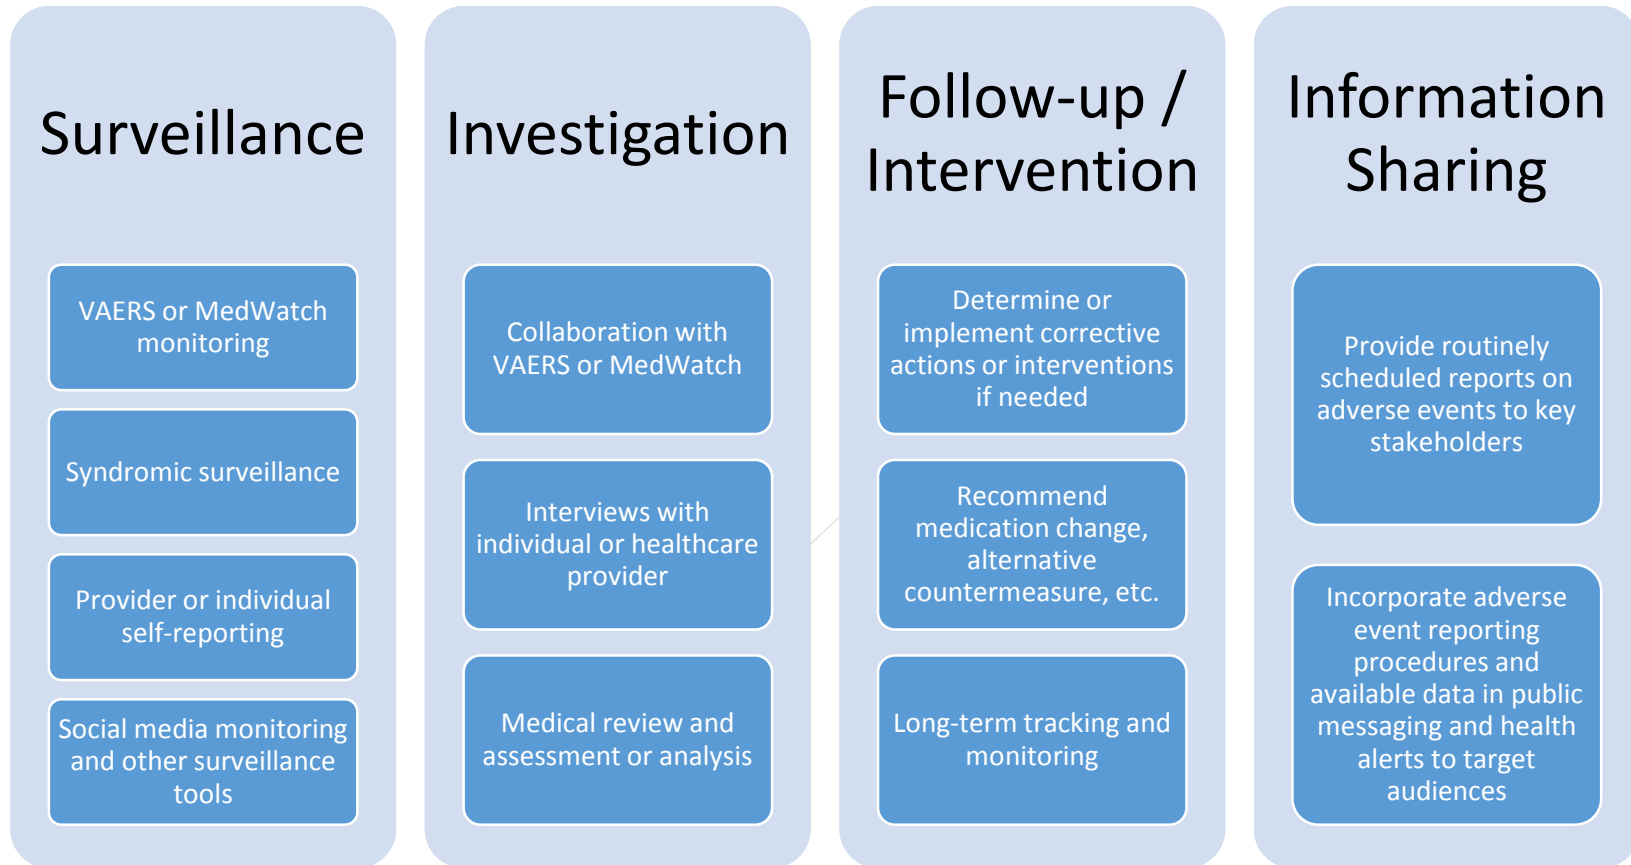 Surveillance
VAERS or MedWatch
monitoring
Syndromic surveillance
Provider or individual
self-reporting
Social media monitoring
and other surveillance
tools
Investigation
Collaboration with
VAERS or MedWatch
Interviews with
individual or healthcare
provider
Medical review and
assessment or analysis
Follow-up /
Intervention
Determine or
implement corrective
actions or interventions
if needed
Recommend
medication change,
alternative
countermeasure, etc.
Long-term tracking and
monitoring
Information
Sharing
Provide routinely
scheduled reports on
adverse events to key
stakeholders
Incorporate adverse
event reporting
procedures and
available data in public
messaging and health
alerts to target
audiences